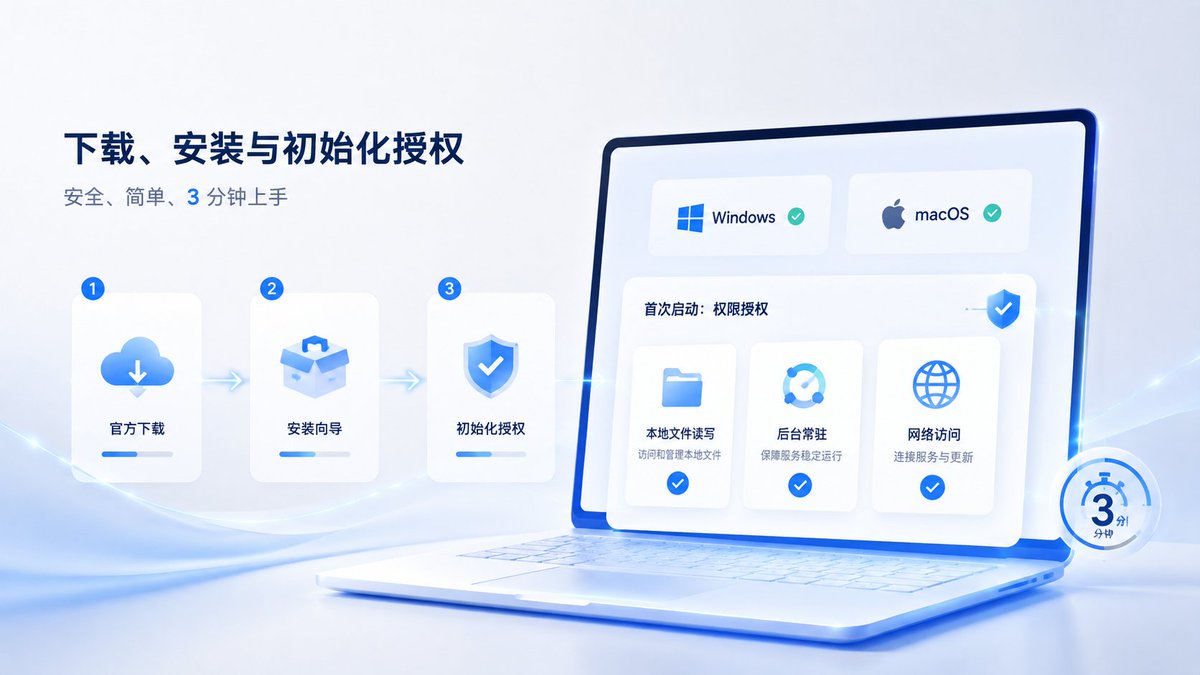 下载、安装与初始化授权
安全、简单、3 分钟上手
1
官方下载
2
安装向导
3
初始化授权
Windows
macOS
首次启动：权限授权
本地文件读写
访问和管理本地文件
后台常驻
保障服务稳定运行
网络访问
连接服务与更新
3 分
分钟